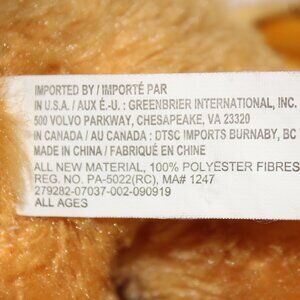 IMPORTED BY / IMPORTÉ PAR
IN U.S.A. / AUX É.-U. : GREENBRIER INTERNATIONAL, INC.
500 VOLVO PARKWAY, CHESAPEAKE, VA 23320
IN CANADA / AU CANADA : DTSC IMPORTS BURNABY, BC
MADE IN CHINA / FABRIQUÉ EN CHINE
ALL NEW MATERIAL, 100% POLYESTER FIBRES
REG. NO. PA-5022(RC), MA# 1247
279282-07037-002-090919
ALL AGES